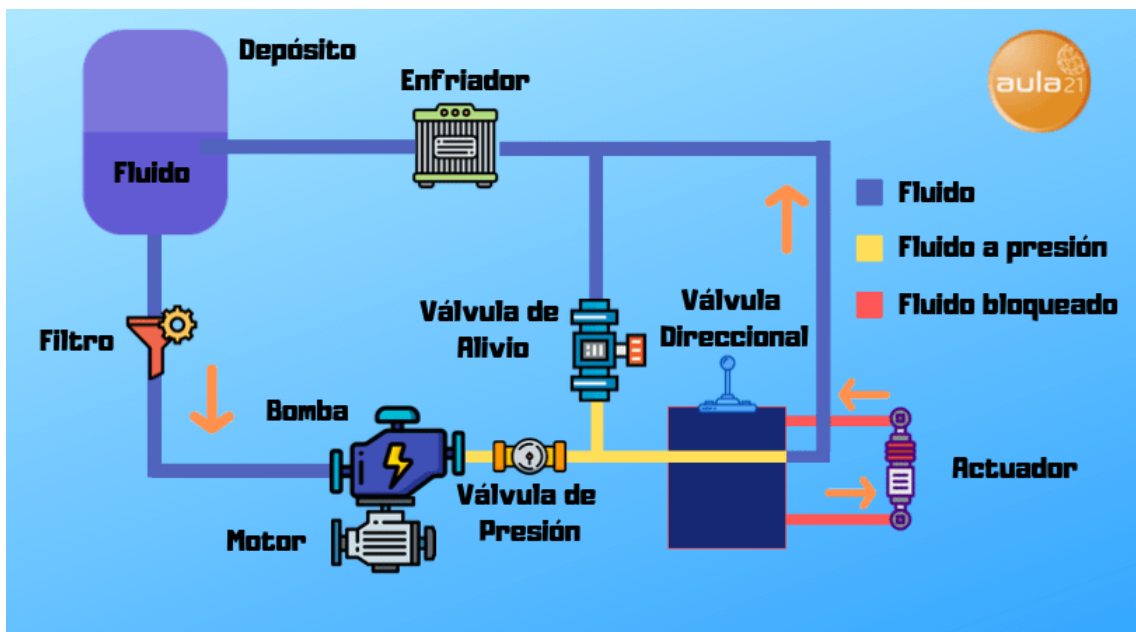 Depósito
Enfriador
aula21
Fluido
Fluido
Fluido a presión
Fluido bloqueado
Válvula de
Alivio
Válvula
Direccional
Filtro
Bomba
Actuador
Válvula de
Presión
Motor